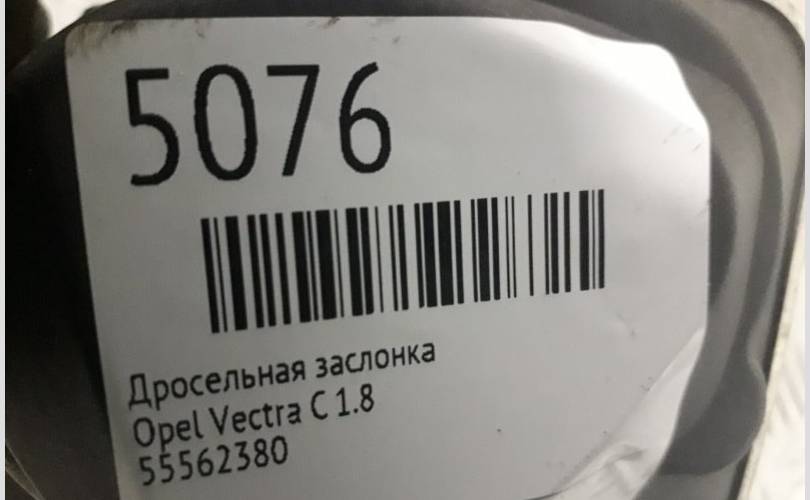 5076
Дросельная заслонка
Opel Vectra C 1.8
55562380